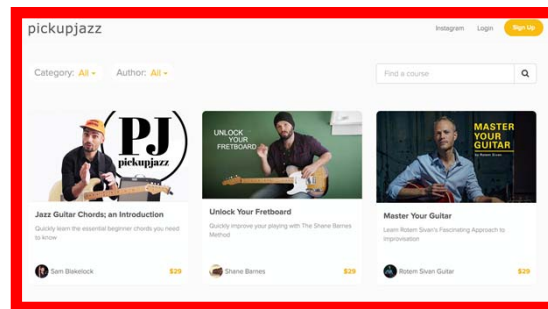 pickupjazz
Instagram Login Sign Up
Category: All Author: All
Find a course
PJ
pickupjazz
UNLOCK
YOUR
FRETBOARD
MASTER
YOUR
GUITAR
by Rotem Sivan
Jazz Guitar Chords; an Introduction
Quickly learn the essential beginner chords you need
to know
Sam Blakelock $29
Unlock Your Fretboard
Quickly improve your playing with The Shane Barnes
Method
Shane Barnes $29
Master Your Guitar
Learn Rotem Sivan's Fascinating Approach to
Improvisation
Rotem Sivan Guitar $29